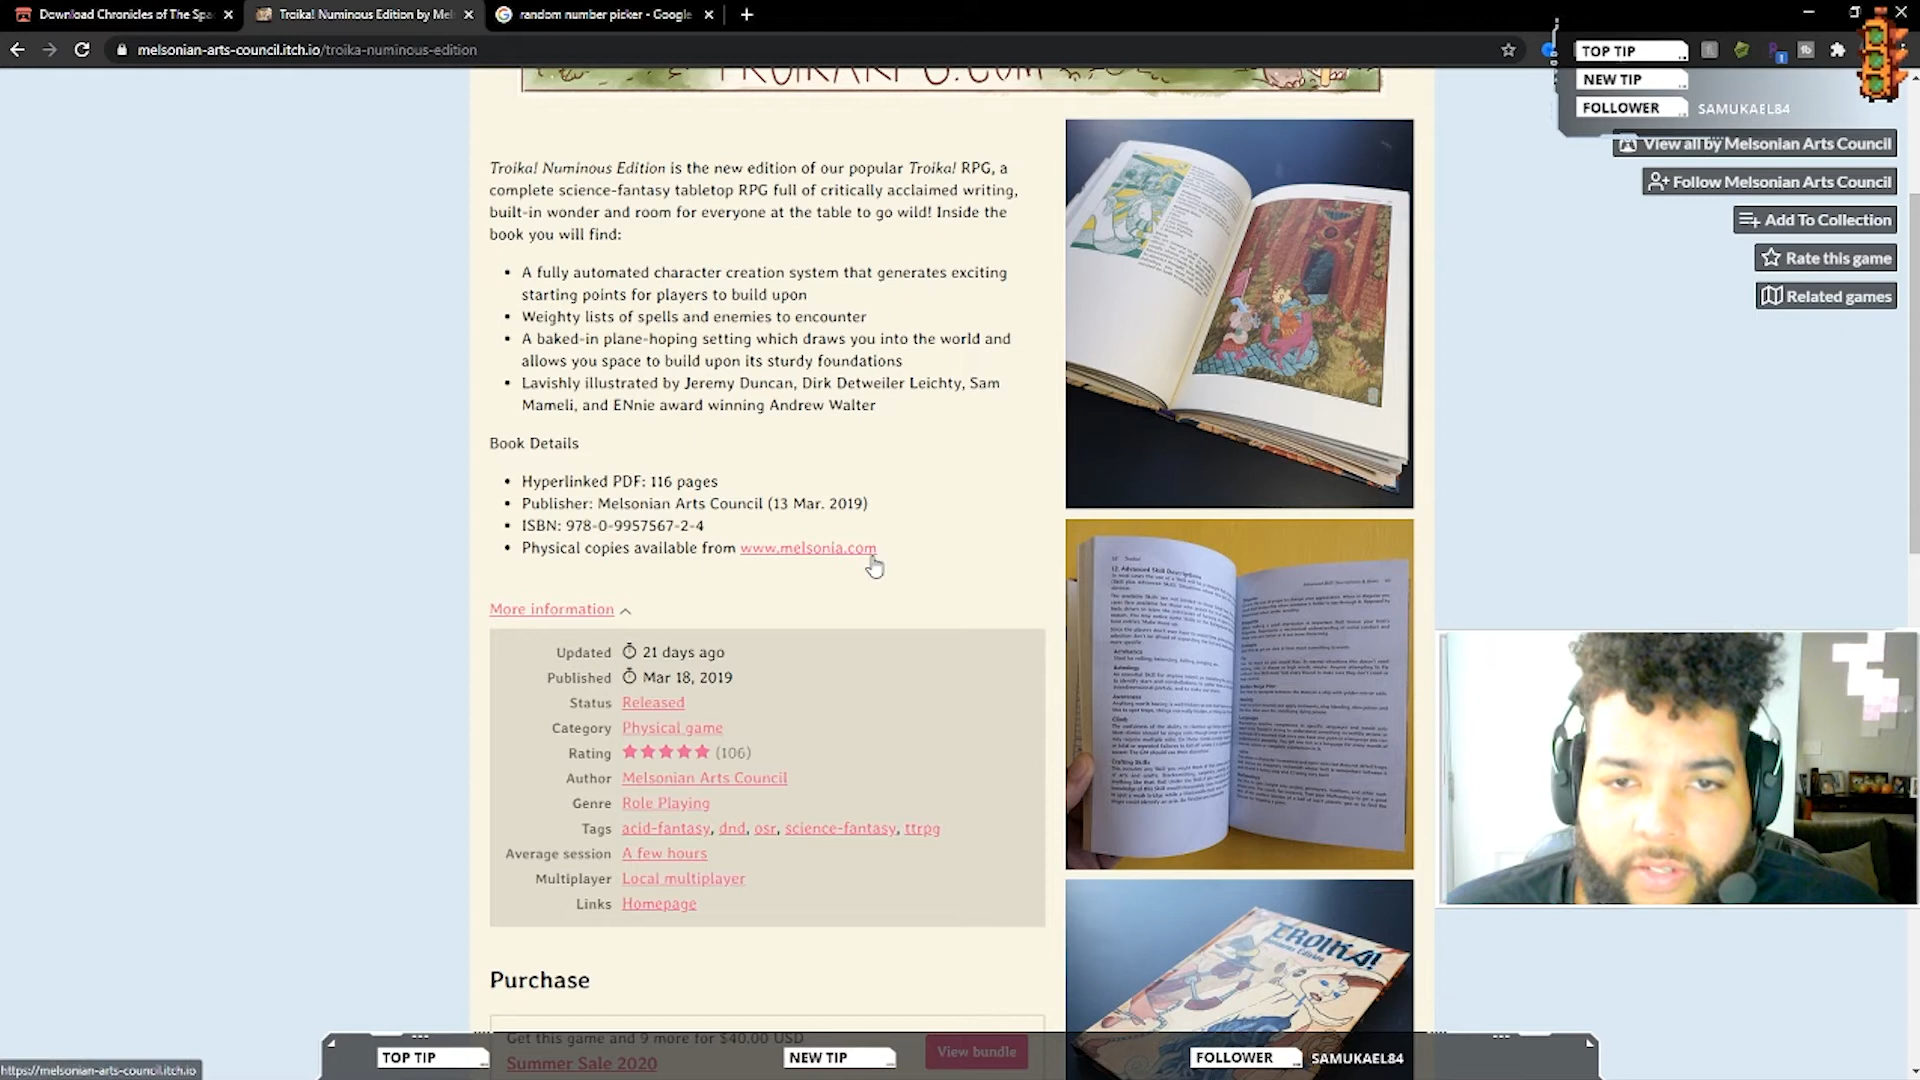 Download Chronicles of The Spa
Troika! Numinous Edition by Mel
random number picker - Google
melsonian-arts-council.itch.io/troika-numinous-edition
TOP TIP
NEW TIP
FOLLOWER SAMUKAEL84
TROIKARPG.COM
View all by Melsonian Arts Council
Follow Melsonian Arts Council
Add To Collection
Rate this game
Related games
Troika! Numinous Edition is the new edition of our popular Troika! RPG, a
complete science-fantasy tabletop RPG full of critically acclaimed writing,
built-in wonder and room for everyone at the table to go wild! Inside the
book you will find:
• A fully automated character creation system that generates exciting
starting points for players to build upon
• Weighty lists of spells and enemies to encounter
• A baked-in plane-hoping setting which draws you into the world and
allows you space to build upon its sturdy foundations
• Lavishly illustrated by Jeremy Duncan, Dirk Detweiler Leichty, Sam
Mameli, and ENnie award winning Andrew Walter
Book Details
• Hyperlinked PDF: 116 pages
• Publisher: Melsonian Arts Council (13 Mar. 2019)
• ISBN: 978-0-9957567-2-4
• Physical copies available from www.melsonia.com
More information
Updated 21 days ago
Published Mar 18, 2019
Status Released
Category Physical game
Rating (106)
Author Melsonian Arts Council
Genre Role Playing
Tags acid-fantasy, dnd, osr, science-fantasy, ttrpg
Average session A few hours
Multiplayer Local multiplayer
Links Homepage
Purchase
Get this game and 9 more for $40.00 USD
Summer Sale 2020
View bundle
TROIKA!
Numinous Edition
TOP TIP
NEW TIP
FOLLOWER SAMUKAEL84
https://melsonian-arts-council.itch.io